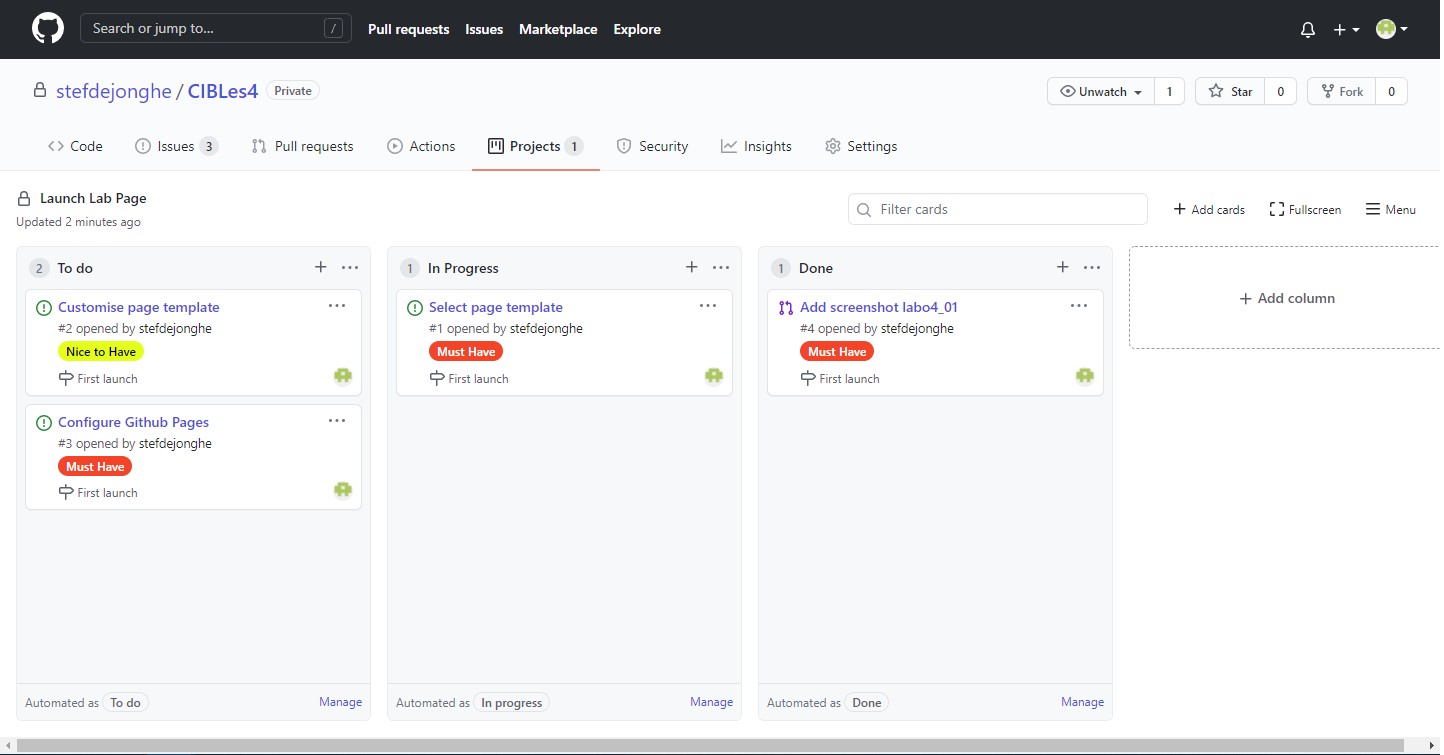 Search or jump to... /
Pull requests Issues Marketplace Explore
stefdejonghe / CIBLes4 Private
Unwatch 1 Star 0 Fork 0
Code Issues 3 Pull requests Actions Projects 1 Security Insights Settings
Launch Lab Page
Updated 2 minutes ago
Filter cards
Add cards Fullscreen Menu
2 To do
Customise page template
#2 opened by stefdejonghe
Nice to Have
First launch
Configure Github Pages
#3 opened by stefdejonghe
Must Have
First launch
Automated as To do Manage
1 In Progress
Select page template
#1 opened by stefdejonghe
Must Have
First launch
Automated as In progress Manage
1 Done
Add screenshot labo4_01
#4 opened by stefdejonghe
Must Have
First launch
Automated as Done Manage
Add column